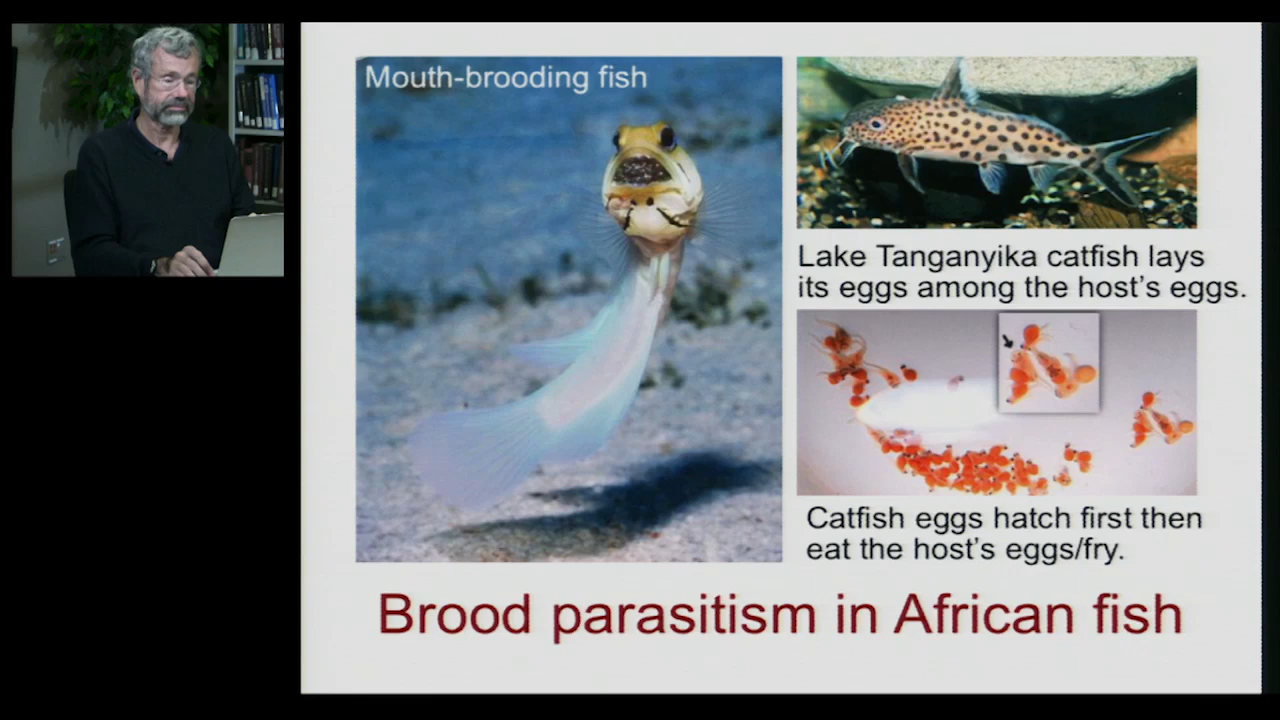 Mouth-brooding fish
Lake Tanganyika catfish lays
its eggs among the host's eggs.
Catfish eggs hatch first then
eat the host's eggs/fry.
Brood parasitism in African fish